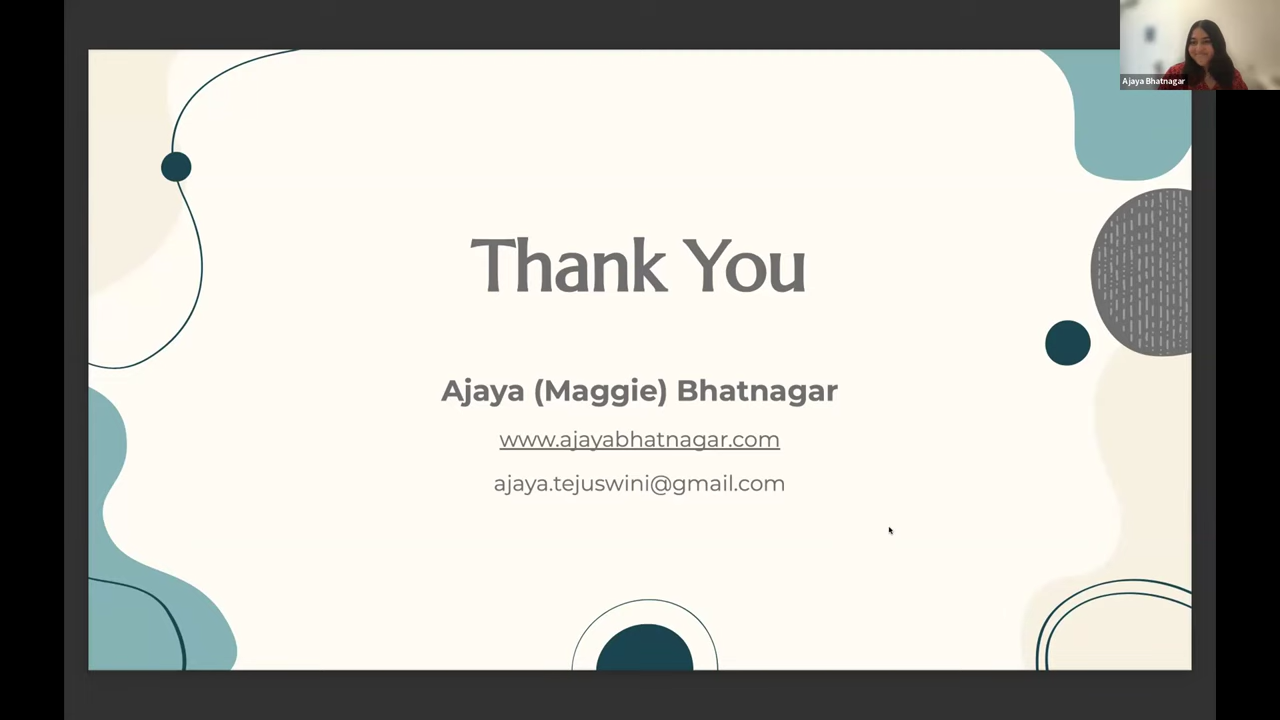 Ajaya Bhatnagar
Thank You
Ajaya (Maggie) Bhatnagar
www.ajayabhatnagar.com
ajaya.tejuswini@gmail.com